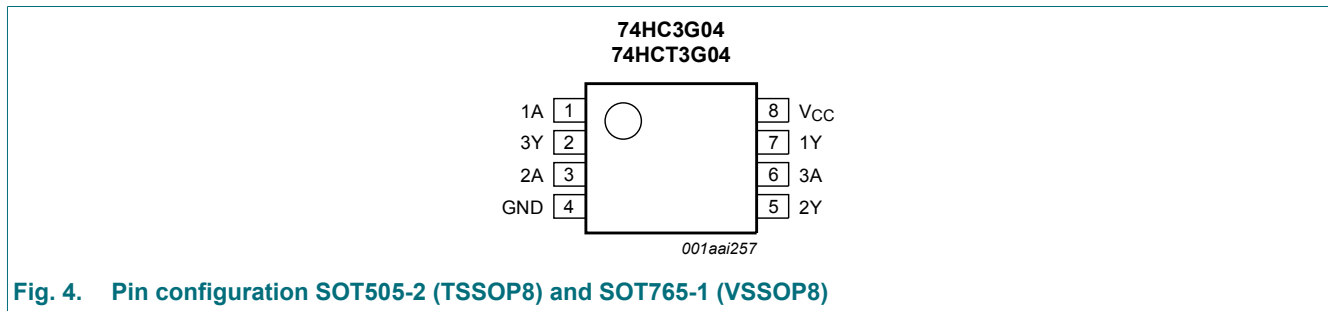 74HC3G04
74HCT3G04
1A 1 8 VCC
3Y 2 7 1Y
2A 3 6 3A
GND 4 5 2Y
001aai257
Fig. 4. Pin configuration SOT505-2 (TSSOP8) and SOT765-1 (VSSOP8)